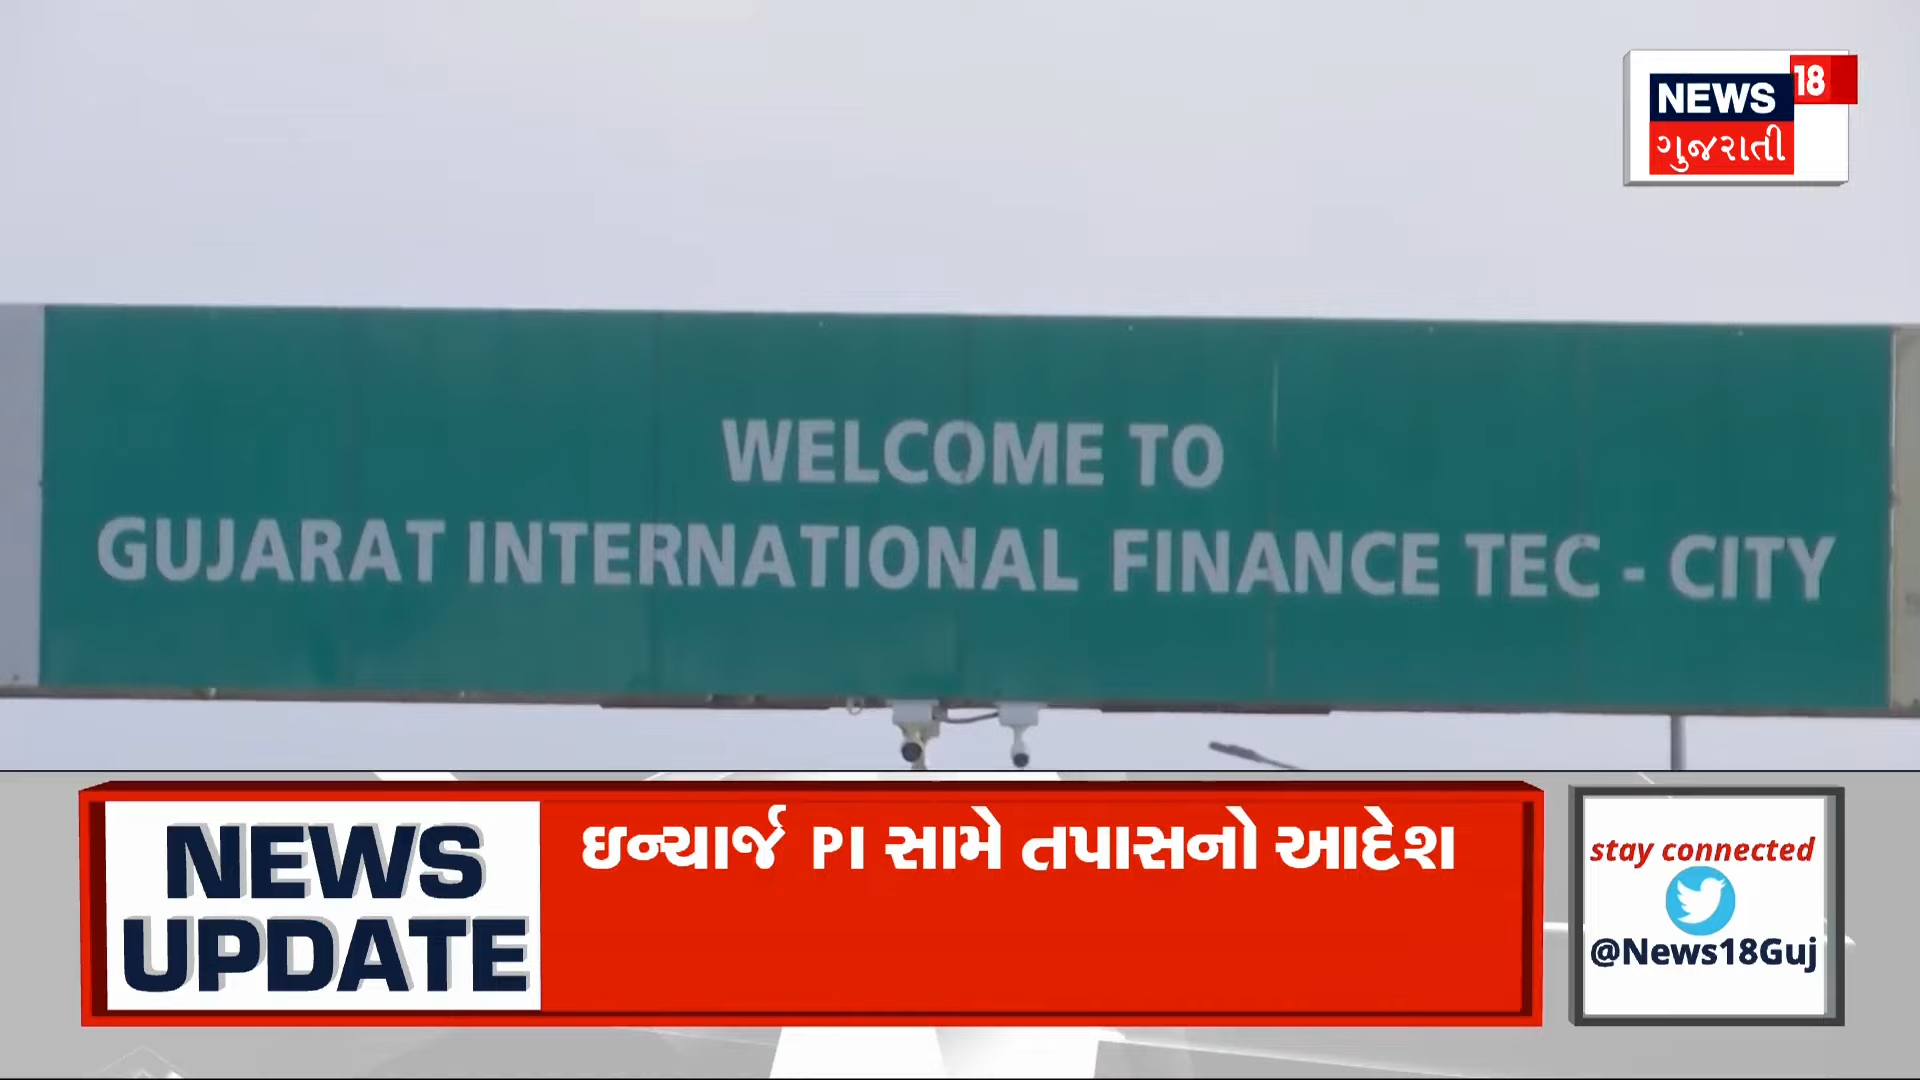 NEWS 18
ગુજરાતી
WELCOME TO
GUJARAT INTERNATIONAL FINANCE TEC - CITY
NEWS
UPDATE
ઇન્ચાર્જ PI સામે તપાસનો આદેશ
stay connected
@News18Guj